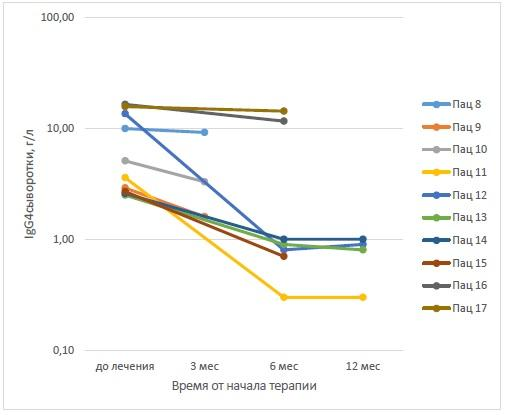 100,00
10,00
1,00
0,10
IgG4сыворотки, г/л
до лечения
3 мес
6 мес
12 мес
Время от начала терапии
Пац 8
Пац 9
Пац 10
Пац 11
Пац 12
Пац 13
Пац 14
Пац 15
Пац 16
Пац 17